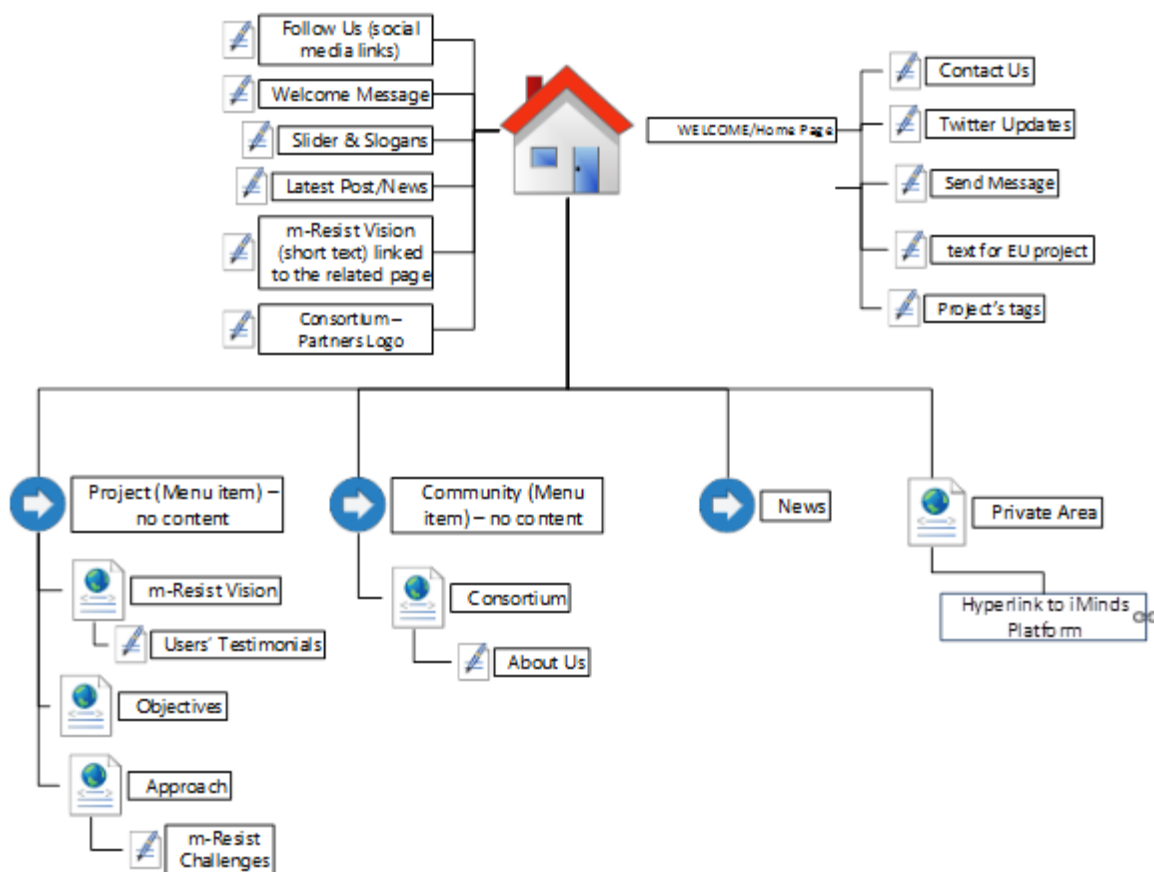 Follow Us (social
media links)
Welcome Message
Slider & Slogans
Latest Post/News
m-Resist Vision
(short text) linked
to the related page
Consortium –
Partners Logo
WELCOME/Home Page
Contact Us
Twitter Updates
Send Message
text for EU project
Project's tags
Project (Menu item) –
no content
m-Resist Vision
Users' Testimonials
Objectives
Approach
m-Resist
Challenges
Community (Menu
item) – no content
Consortium
About Us
News
Private Area
Hyperlink to iMinds
Platform